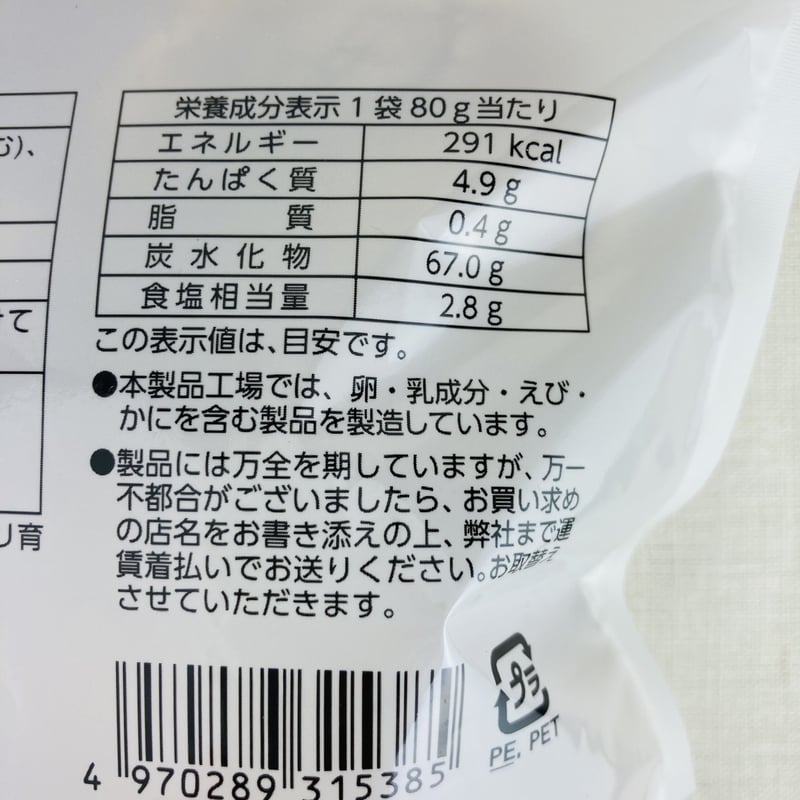 む)、
けて
リ育
栄養成分表示1袋80g当たり
エネルギー 291 kcal
たんぱく質 4.9 g
脂質 0.4 g
炭水化物 67.0 g
食塩相当量 2.8 g
この表示値は、目安です。
●本製品工場では、卵・乳成分・えび・
かにを含む製品を製造しています。
●製品には万全を期していますが、万一
不都合がございましたら、お買い求め
の店名をお書き添えの上、弊社まで運
賃着払いでお送りください。お取替え
させていただきます。
プラ
PE, PET
4 970289 315385